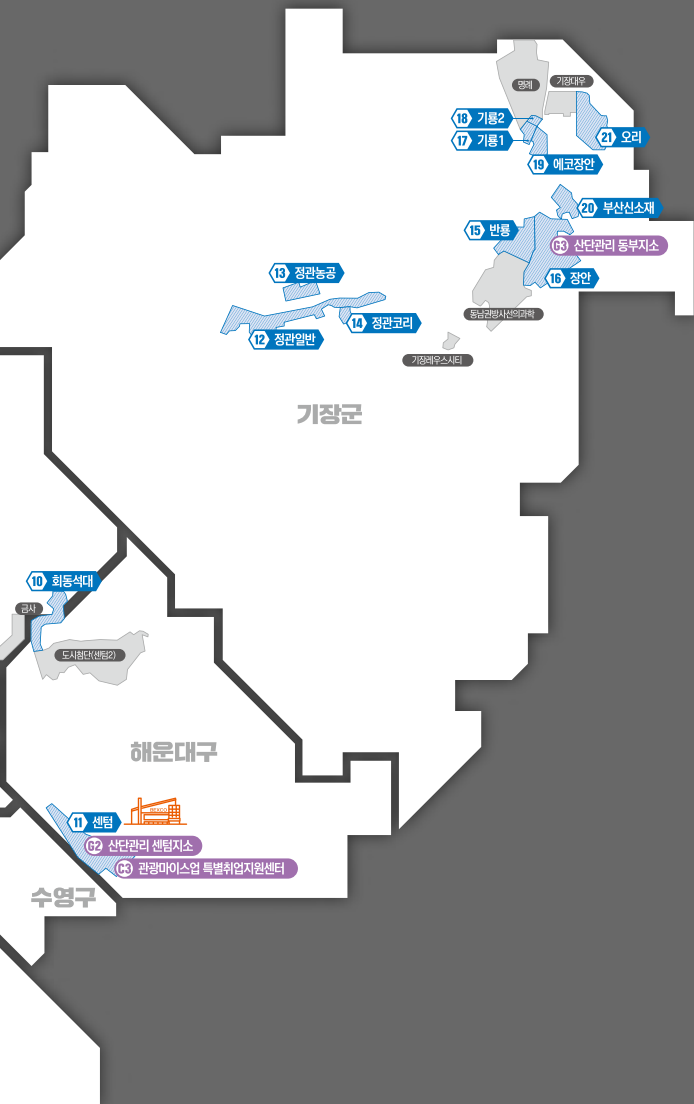 명례
기장대우
18 기룡2
17 기룡1
21 오리
19 에코장안
20 부산신소재
15 반룡
G3 산단관리 동부지소
16 장안
13 정관농공
14 정관코리
12 정관일반
동남권방사선의과학
기장레우스시티
기장군
10 회동석대
금사
도시첨단(센텀2)
해운대구
BEXCO
11 센텀
G2 산단관리 센텀지소
C3 관광마이스업 특별취업지원센터
수영구